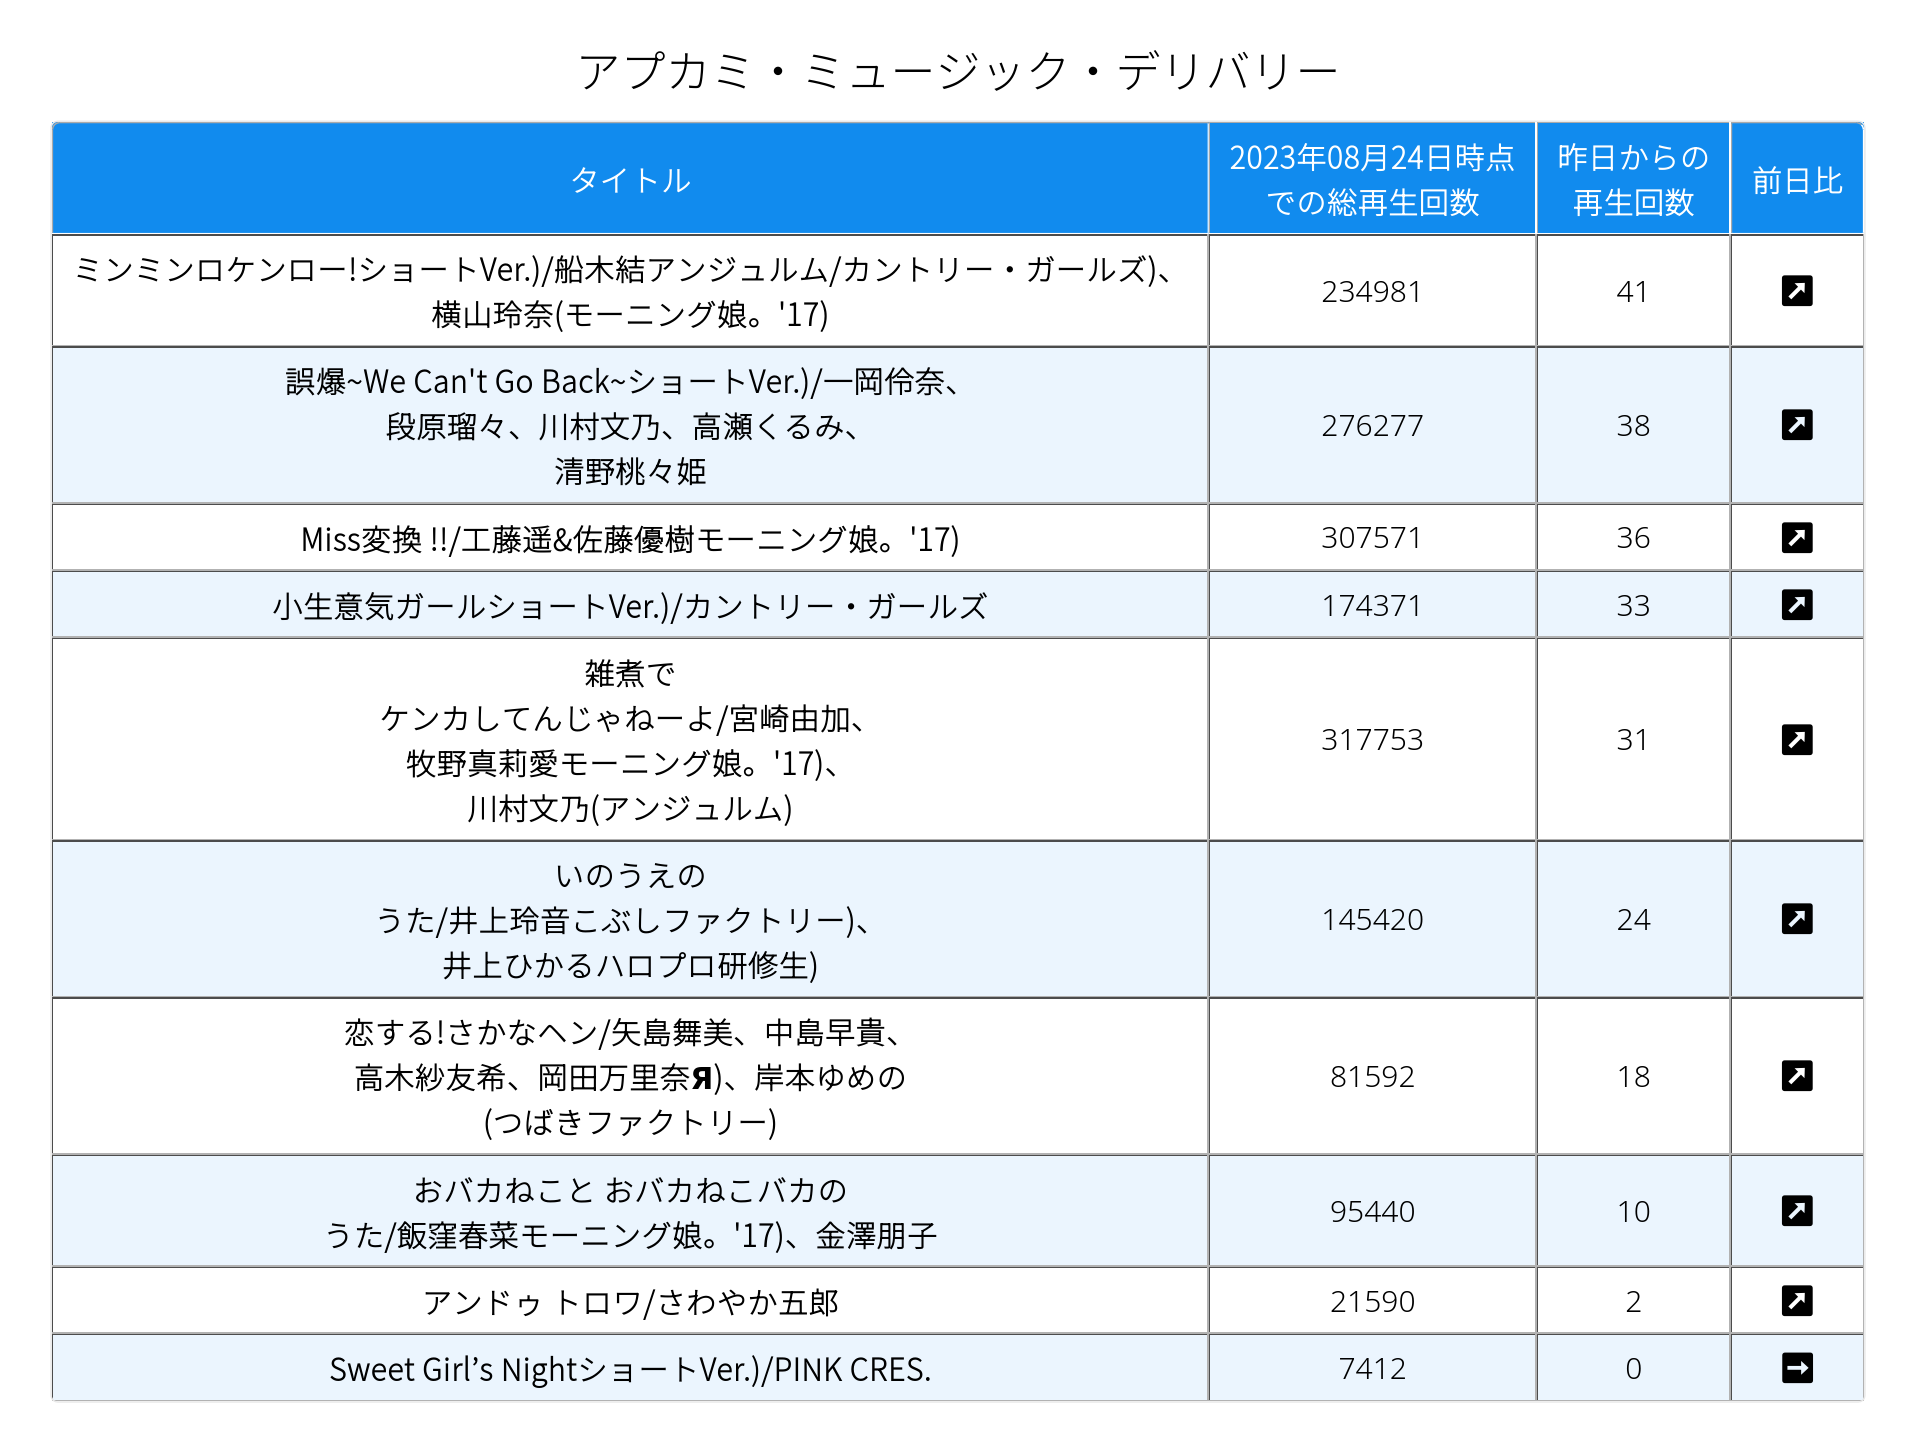 アプカミ・ミュージック・デリバリー
タイトル
2023年08月24日時点
での総再生回数
昨日からの
再生回数
前日比
ミンミンロケンロー!ショートVer.)/船木結アンジュルム/カントリー・ガールズ)、
横山玲奈(モーニング娘。'17)
234981
41
誤爆~We Can't Go Back~ショートVer.)/一岡伶奈、
段原瑠々、川村文乃、高瀬くるみ、
清野桃々姫
276277
38
Miss変換 !!/工藤遥&佐藤優樹モーニング娘。'17)
307571
36
小生意気ガールショートVer.)/カントリー・ガールズ
174371
33
雑煮で
ケンカしてんじゃねーよ/宮崎由加、
牧野真莉愛モーニング娘。'17)、
川村文乃(アンジュルム)
317753
31
いのうえの
うた/井上玲音こぶしファクトリー)、
井上ひかるハロプロ研修生)
145420
24
恋する!さかなヘン/矢島舞美、中島早貴、
高木紗友希、岡田万里奈Я)、岸本ゆめの
(つばきファクトリー)
81592
18
おバカねこと おバカねこバカの
うた/飯窪春菜モーニング娘。'17)、金澤朋子
95440
10
アンドゥ トロワ/さわやか五郎
21590
2
Sweet Girl’s NightショートVer.)/PINK CRES.
7412
0